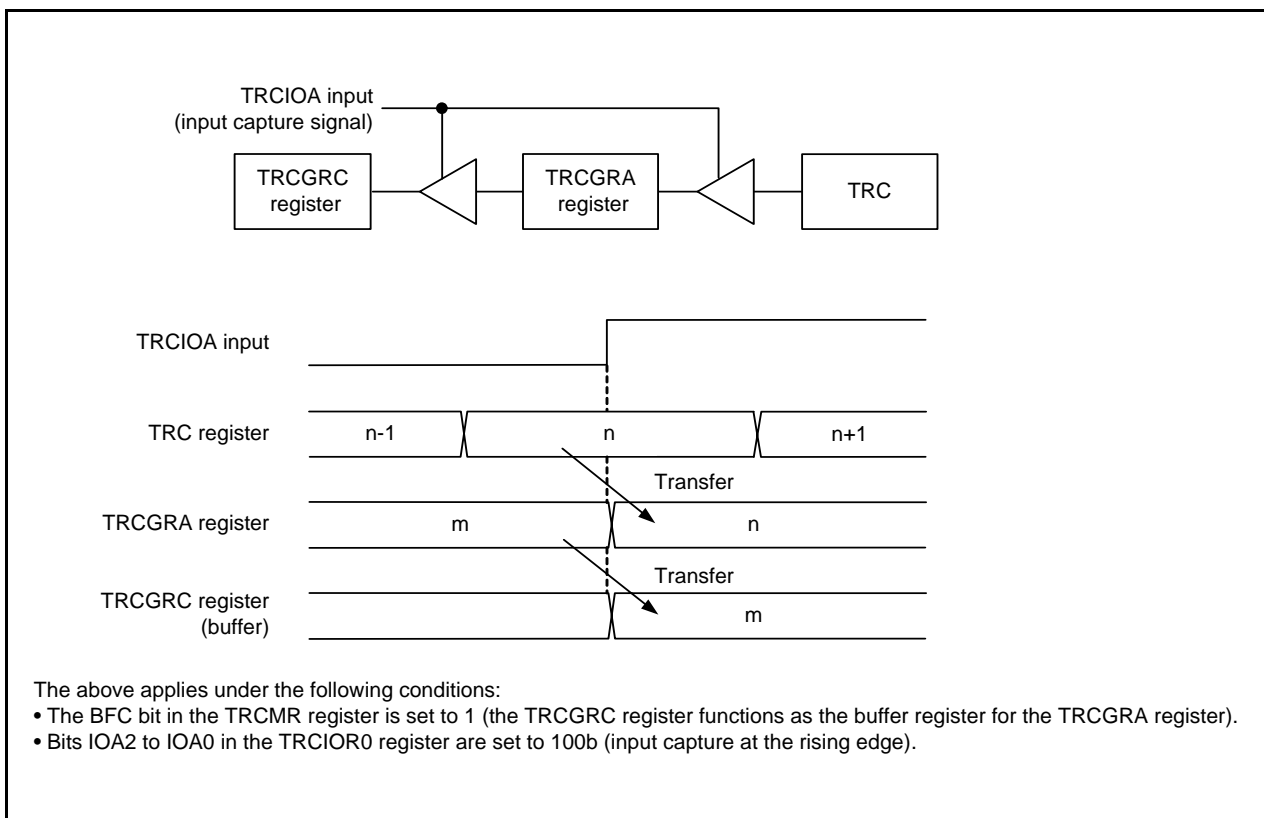 TRCIOA input
(input capture signal)
TRCGRC
register
TRCGRA
register
TRC
TRCIOA input
TRC register
n-1
n
n+1
Transfer
TRCGRA register
m
n
Transfer
TRCGRC register
(buffer)
m
The above applies under the following conditions:
• The BFC bit in the TRCMR register is set to 1 (the TRCGRC register functions as the buffer register for the TRCGRA register).
• Bits IOA2 to IOA0 in the TRCIOR0 register are set to 100b (input capture at the rising edge).